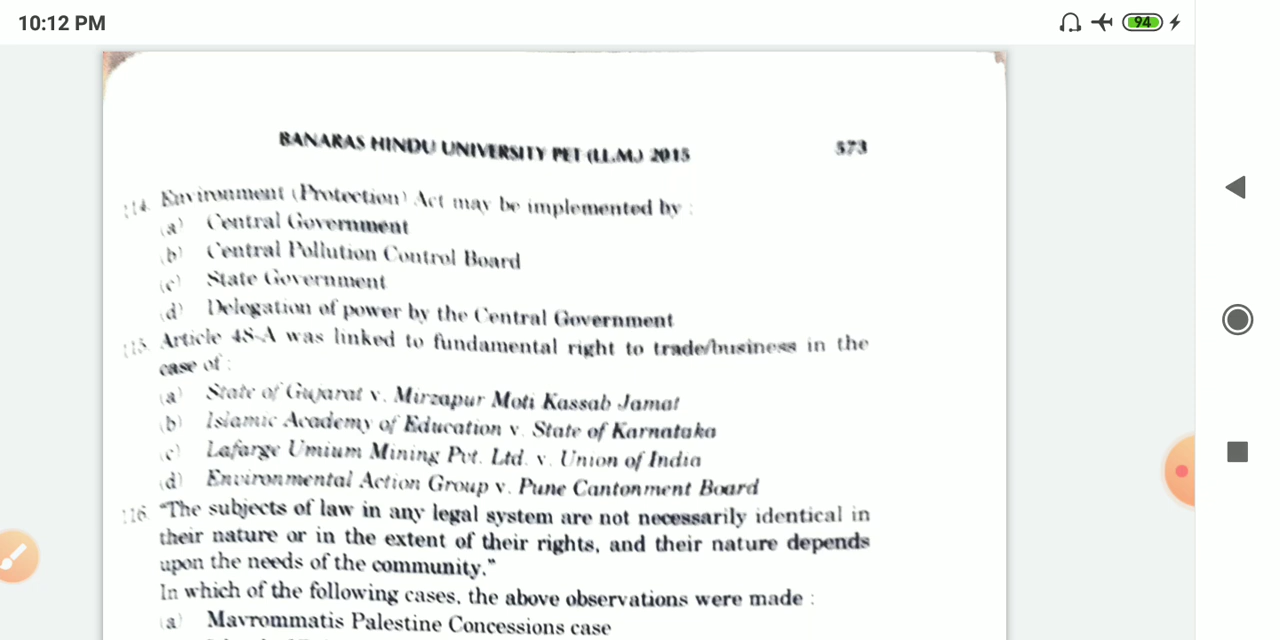 10:12 PM
94
BANARAS HINDU UNIVERSITY PET (LL.M.) 2015
573
114. Environment (Protection) Act may be implemented by :
(a) Central Government
(b) Central Pollution Control Board
(c) State Government
(d) Delegation of power by the Central Government
115. Article 48-A was linked to fundamental right to trade/business in the
case of :
(a) State of Gujarat v. Mirzapur Moti Kassab Jamat
(b) Islamic Academy of Education v. State of Karnataka
(c) Lafarge Umium Mining Pvt. Ltd. v. Union of India
(d) Environmental Action Group v. Pune Cantonment Board
116. "The subjects of law in any legal system are not necessarily identical in
their nature or in the extent of their rights, and their nature depends
upon the needs of the community."
In which of the following cases, the above observations were made :
(a) Mavrommatis Palestine Concessions case